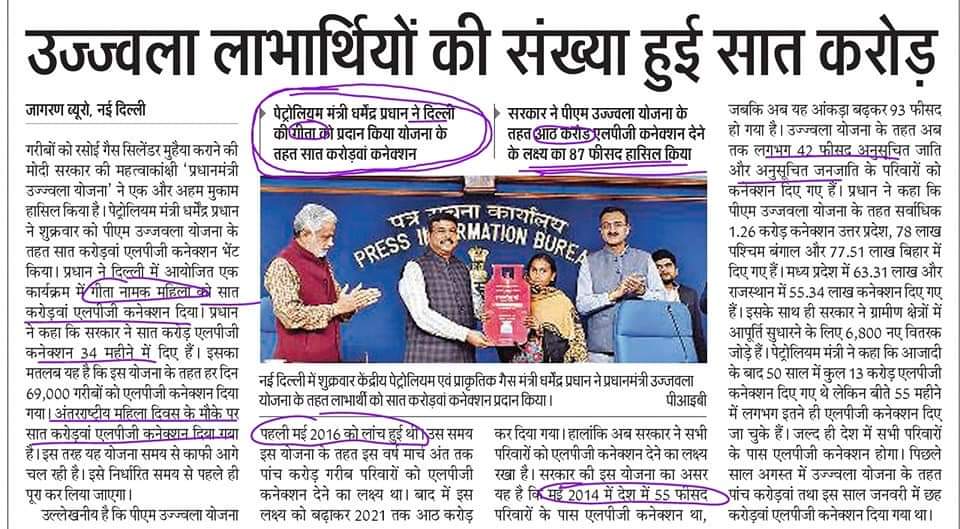 उज्ज्वला लाभार्थियों की संख्या हुई सात करोड़
जागरण ब्यूरो, नई दिल्ली
गरीबों को रसोई गैस सिलेंडर मुहैया कराने की
मोदी सरकार की महत्वाकांक्षी 'प्रधानमंत्री
उज्ज्वला योजना' ने एक और अहम मुकाम
हासिल किया है। पेट्रोलियम मंत्री धर्मेंद्र प्रधान
ने शुक्रवार को पीएम उज्ज्वला योजना के
तहत सात करोड़वां एलपीजी कनेक्शन भेंट
किया। प्रधान ने दिल्ली में आयोजित एक
कार्यक्रम में गीता नामक महिला को सात
करोड़वां एलपीजी कनेक्शन दिया। प्रधान
ने कहा कि सरकार ने सात करोड़ एलपीजी
कनेक्शन 34 महीने में दिए हैं। इसका
मतलब यह है कि इस योजना के तहत हर दिन
69,000 गरीबों को एलपीजी कनेक्शन दिया
गया। अंतरराष्ट्रीय महिला दिवस के मौके पर
सात करोड़वां एलपीजी कनेक्शन दिया गया
है। इस तरह यह योजना समय से काफी आगे
चल रही है। इसे निर्धारित समय से पहले ही
पूरा कर लिया जाएगा।
उल्लेखनीय है कि पीएम उज्ज्वला योजना
पेट्रोलियम मंत्री धर्मेंद्र प्रधान ने दिल्ली
की गीता को प्रदान किया योजना के
तहत सात करोड़वां कनेक्शन
सरकार ने पीएम उज्ज्वला योजना के
तहत आठ करोड़ एलपीजी कनेक्शन देने
के लक्ष्य का 87 फीसद हासिल किया
पत्र सूचना कार्यालय
PRESS INFORMATION BUREA
नई दिल्ली में शुक्रवार केंद्रीय पेट्रोलियम एवं प्राकृतिक गैस मंत्री धर्मेंद्र प्रधान ने प्रधानमंत्री उज्जवला
योजना के तहत लाभार्थी को सात करोड़वां कनेक्शन प्रदान किया। पीआइबी
पहली मई 2016 को लांच हुई थी। उस समय
इस योजना के तहत इस वर्ष मार्च अंत तक
पांच करोड़ गरीब परिवारों को एलपीजी
कनेक्शन देने का लक्ष्य था। बाद में इस
लक्ष्य को बढ़ाकर 2021 तक आठ करोड़
कर दिया गया। हालांकि अब सरकार ने सभी
परिवारों को एलपीजी कनेक्शन देने का लक्ष्य
रखा है। सरकार की इस योजना का असर
यह है कि मई 2014 में देश में 55 फीसद
परिवारों के पास एलपीजी कनेक्शन था,
जबकि अब यह आंकड़ा बढ़कर 93 फीसद
हो गया है। उज्ज्वला योजना के तहत अब
तक लगभग 42 फीसद अनुसूचित जाति
और अनुसूचित जनजाति के परिवारों को
कनेक्शन दिए गए हैं। प्रधान ने कहा कि
पीएम उज्ज्वला योजना के तहत सर्वाधिक
1.26 करोड़ कनेक्शन उत्तर प्रदेश, 78 लाख
पश्चिम बंगाल और 77.51 लाख बिहार में
दिए गए हैं। मध्य प्रदेश में 63.31 लाख और
राजस्थान में 55.34 लाख कनेक्शन दिए गए
हैं। इसके साथ ही सरकार ने ग्रामीण क्षेत्रों में
आपूर्ति सुधारने के लिए 6,800 नए वितरक
जोड़े हैं। पेट्रोलियम मंत्री ने कहा कि आजादी
के बाद 50 साल में कुल 13 करोड़ एलपीजी
कनेक्शन दिए गए थे लेकिन बीते 55 महीने
में लगभग इतने ही एलपीजी कनेक्शन दिए
जा चुके हैं। जल्द ही देश में सभी परिवारों
के पास एलपीजी कनेक्शन होगा। पिछले
साल अगस्त में उज्ज्वला योजना के तहत
पांच करोड़वां तथा इस साल जनवरी में छह
करोड़वां एलपीजी कनेक्शन दिया गया था।